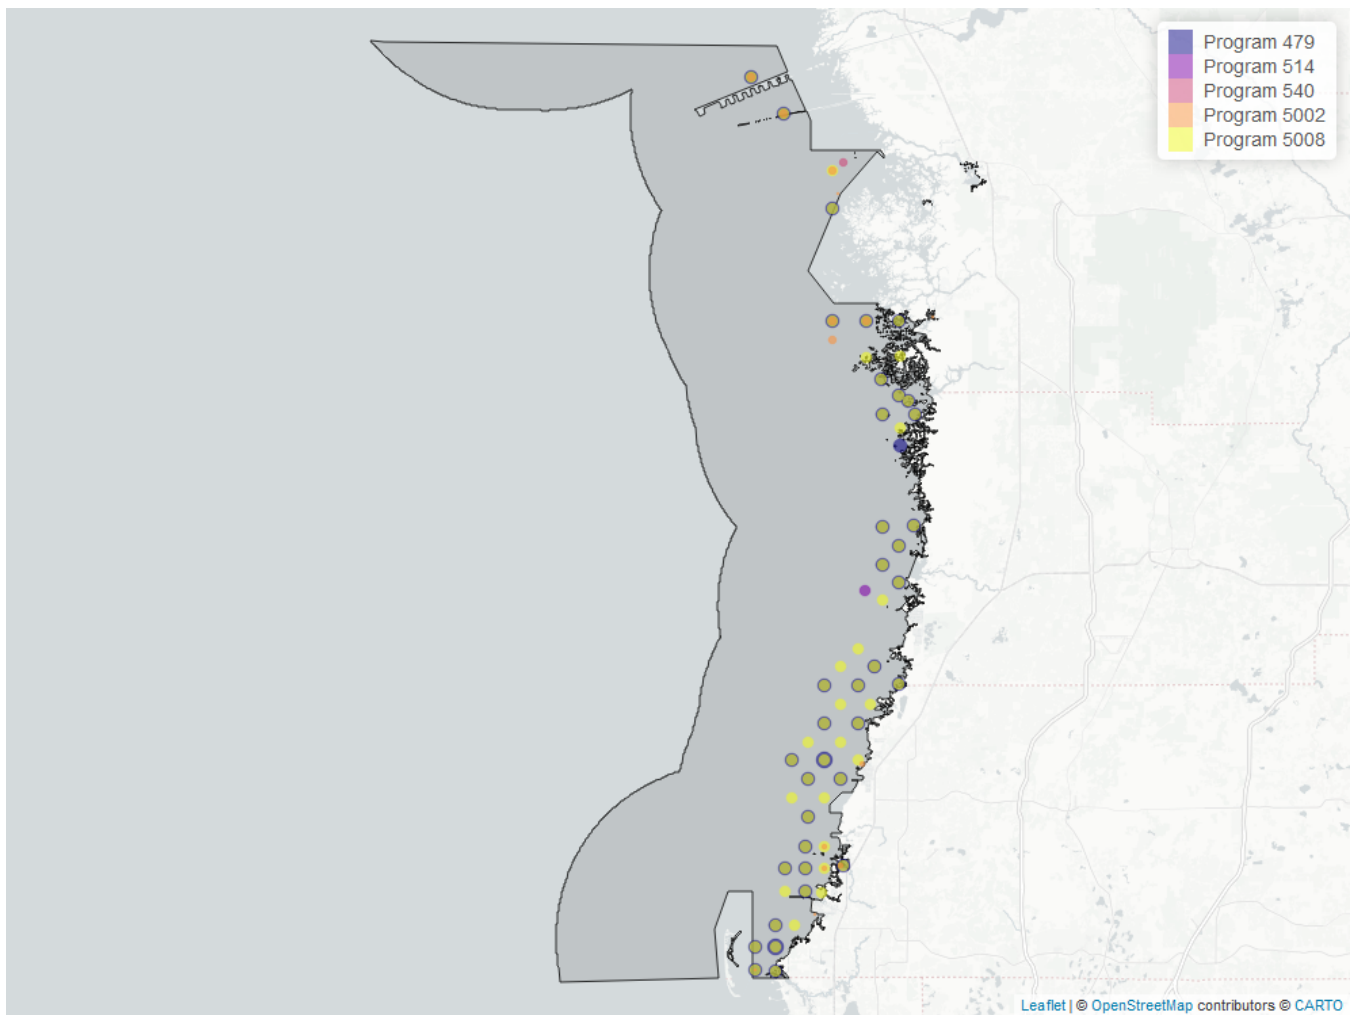 Program 479
Program 514
Program 540
Program 5002
Program 5008
Leaflet | © OpenStreetMap contributors © CARTO